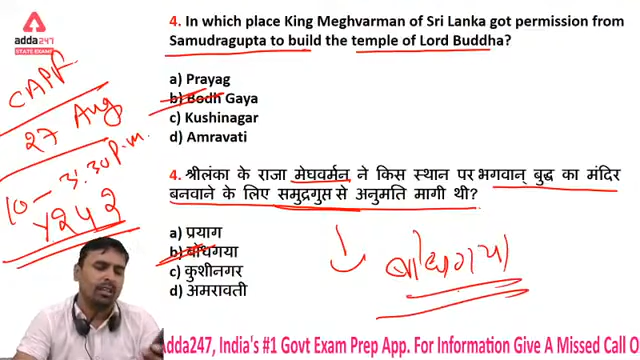 adda247
STATE EXAMS
4. In which place King Meghvarman of Sri Lanka got permission from
Samudragupta to build the temple of Lord Buddha?
a) Prayag
b) Bodh Gaya
c) Kushinagar
d) Amravati
4. श्रीलंका के राजा मेघवर्मन् ने किस स्थान पर भगवान् बुद्ध का मंदिर
बनवाने के लिए समुद्रगुप्त से अनुमति मागी थी?
a) प्रयाग
b) बोधगया
c) कुशीनगर
d) अमरावती
CAPF
27 Aug
10 - 3:30 P.m.
Y242
बोधगया
Adda247, India's #1 Govt Exam Prep App. For Information Give A Missed Call O